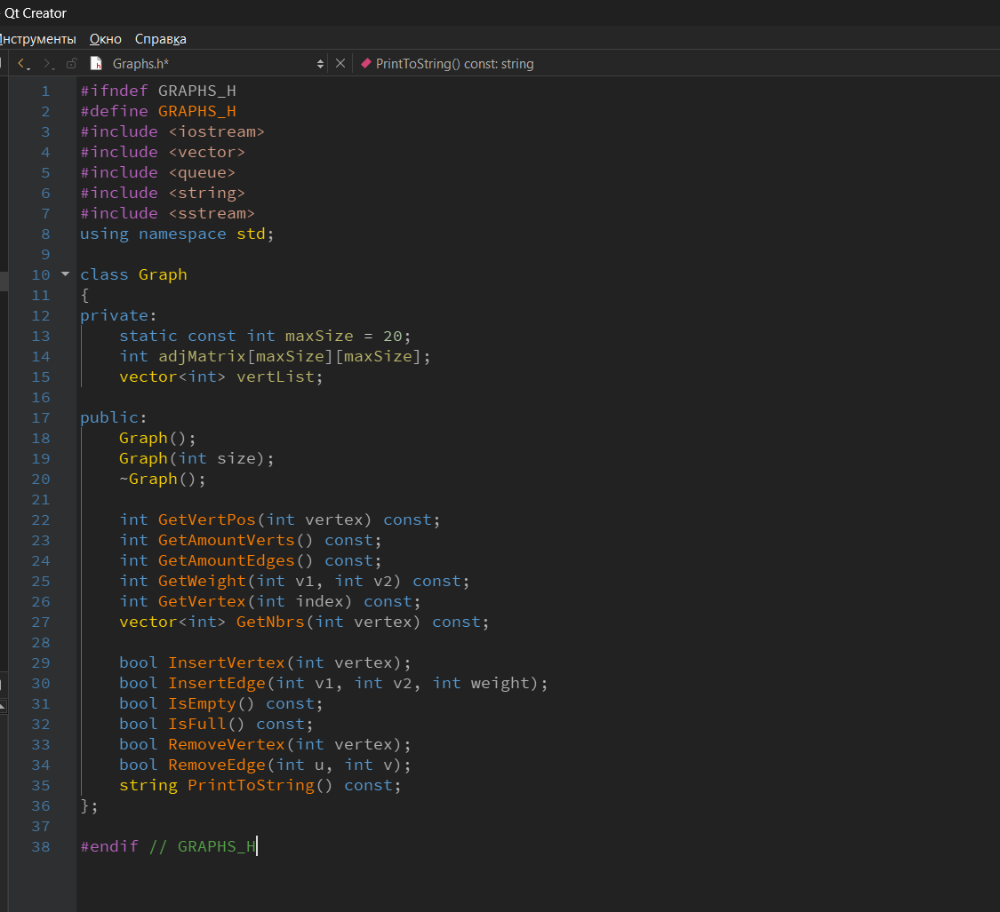 Qt Creator
Инструменты Окно Справка
Graphs.h* PrintToString() const: string
1 #ifndef GRAPHS_H
2 #define GRAPHS_H
3 #include <iostream>
4 #include <vector>
5 #include <queue>
6 #include <string>
7 #include <sstream>
8 using namespace std;
9
10 class Graph
11 {
12 private:
13 static const int maxSize = 20;
14 int adjMatrix[maxSize][maxSize];
15 vector<int> vertList;
16
17 public:
18 Graph();
19 Graph(int size);
20 ~Graph();
21
22 int GetVertPos(int vertex) const;
23 int GetAmountVerts() const;
24 int GetAmountEdges() const;
25 int GetWeight(int v1, int v2) const;
26 int GetVertex(int index) const;
27 vector<int> GetNbrs(int vertex) const;
28
29 bool InsertVertex(int vertex);
30 bool InsertEdge(int v1, int v2, int weight);
31 bool IsEmpty() const;
32 bool IsFull() const;
33 bool RemoveVertex(int vertex);
34 bool RemoveEdge(int u, int v);
35 string PrintToString() const;
36 };
37
38 #endif // GRAPHS_H